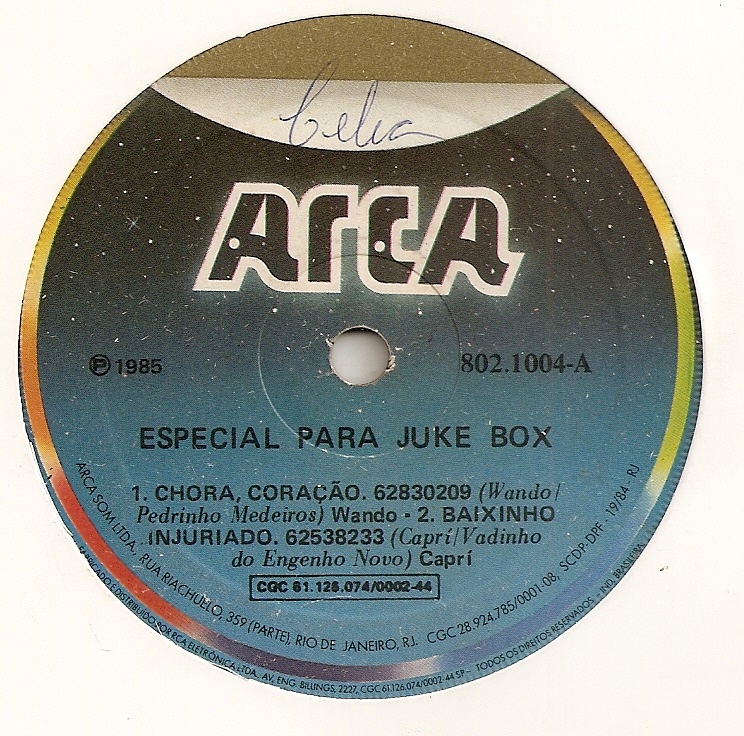 Celia
ARCA
℗ 1985
802.1004-A
ESPECIAL PARA JUKE BOX
1. CHORA, CORAÇÃO. 62830209 (Wando/
Pedrinho Medeiros) Wando - 2. BAIXINHO
INJURIADO. 62538233 (Caprí/Vadinho
do Engenho Novo) Caprí
CGC 61.126.074/0002-44
ARCA SOM LTDA, RUA RIACHUELO, 359 (PARTE), RIO DE JANEIRO, RJ. CGC 28.924.785/0001-08, SCDP-DPF - 19/84 - RJ
FABRICADO E DISTRIBUIDO POR RCA ELETRÔNICA LTDA, AV. ENG. BILLINGS, 2227, CGC 61.126.074/0002-44 SP - TODOS OS DIREITOS RESERVADOS - IND. BRASILEIRA